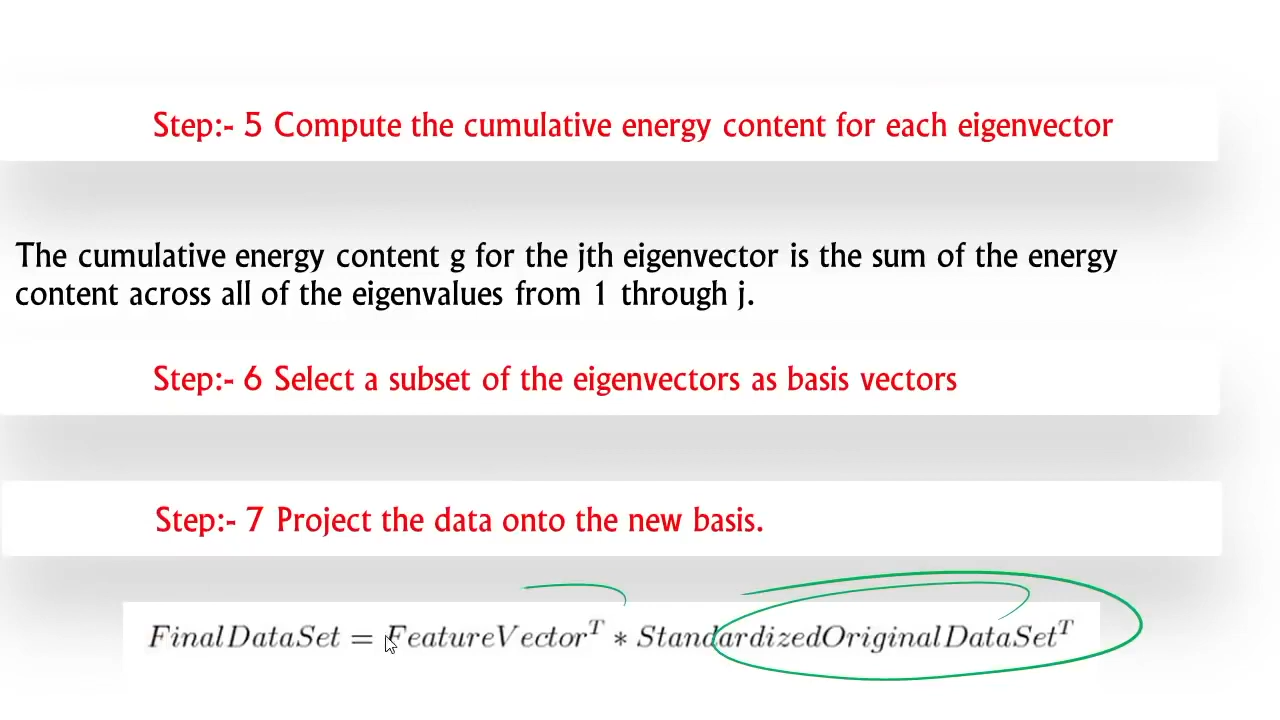 Step:- 5 Compute the cumulative energy content for each eigenvector
The cumulative energy content g for the jth eigenvector is the sum of the energy
content across all of the eigenvalues from 1 through j.
Step:- 6 Select a subset of the eigenvectors as basis vectors
Step:- 7 Project the data onto the new basis.
FinalDataSet = FeatureVector^T * StandardizedOriginalDataSet^T